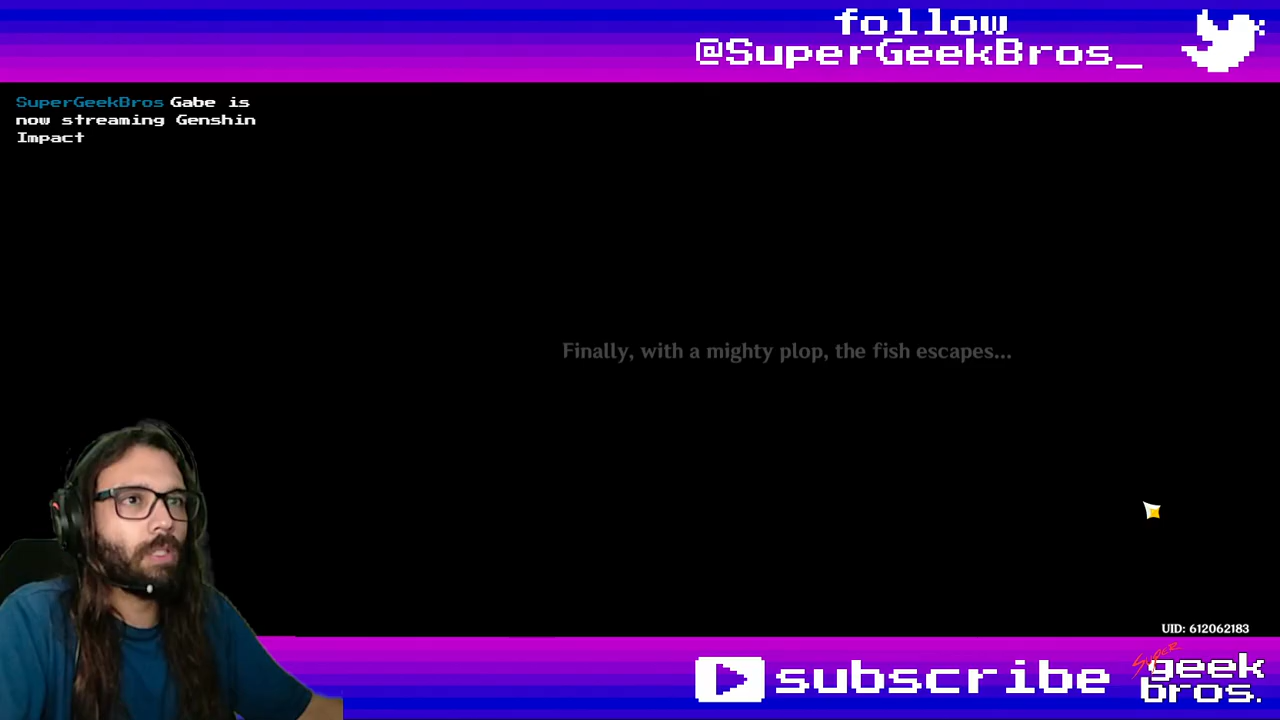 follow
@SuperGeekBros_
SuperGeekBros Gabe is
now streaming Genshin
Impact
Finally, with a mighty plop, the fish escapes...
UID: 612062183
subscribe
Super
geek
bros.